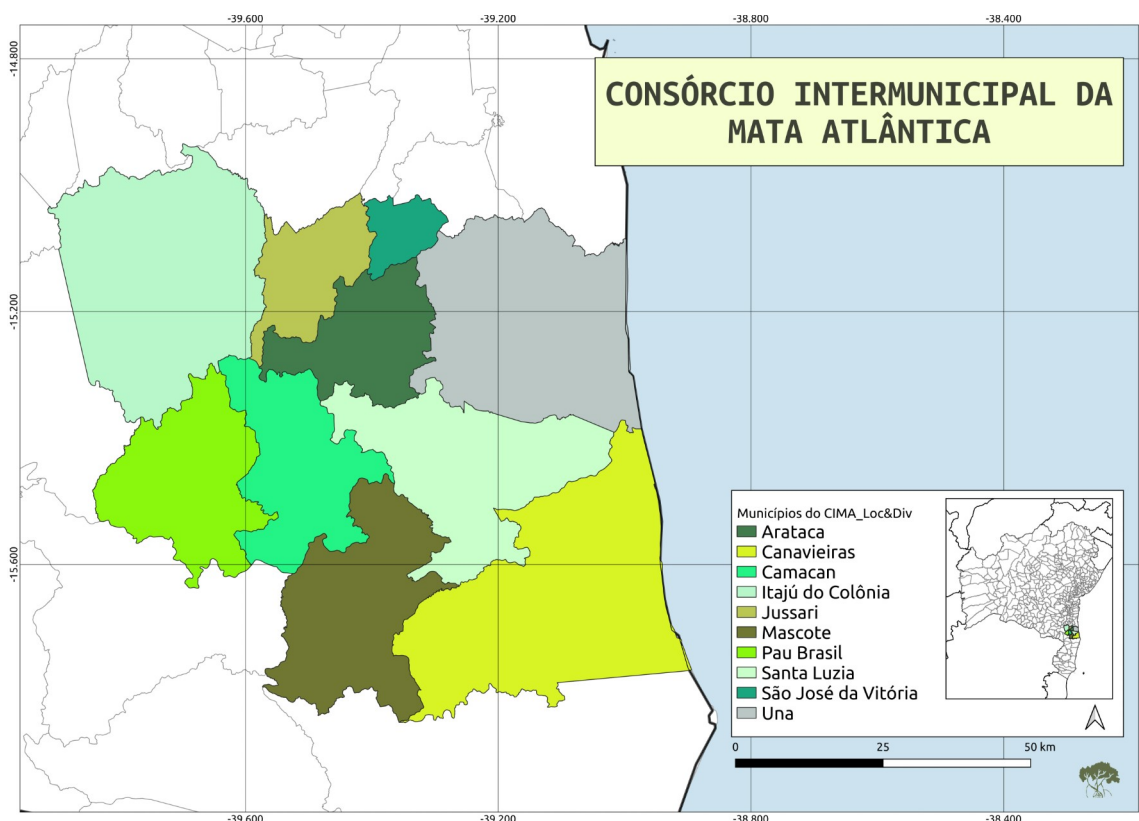 -39.600
-39.200
-38.800
-38.400
-14.800
CONSÓRCIO INTERMUNICIPAL DA
MATA ATLÂNTICA
-15.200
Municípios do CIMA_Loc&Div
Arataca
Canavieiras
Camacan
Itajú do Colônia
Jussari
Mascote
Pau Brasil
Santa Luzia
São José da Vitória
Una
-15.600
0
25
50 km
-39.600
-39.200
-38.800
-38.400